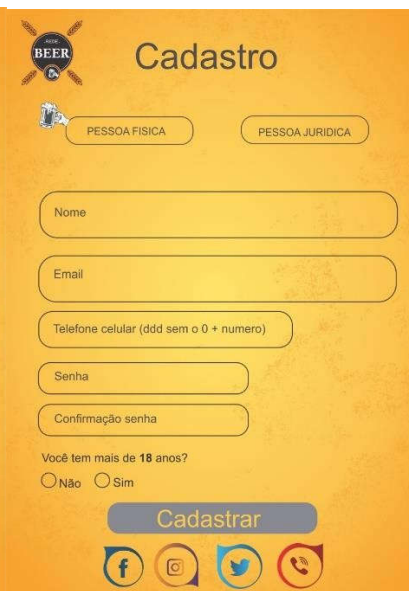 BEER
Cadastro
PESSOA FISICA
PESSOA JURIDICA
Nome
Email
Telefone celular (ddd sem o 0 + numero)
Senha
Confirmação senha
Você tem mais de 18 anos?
Não Sim
Cadastrar